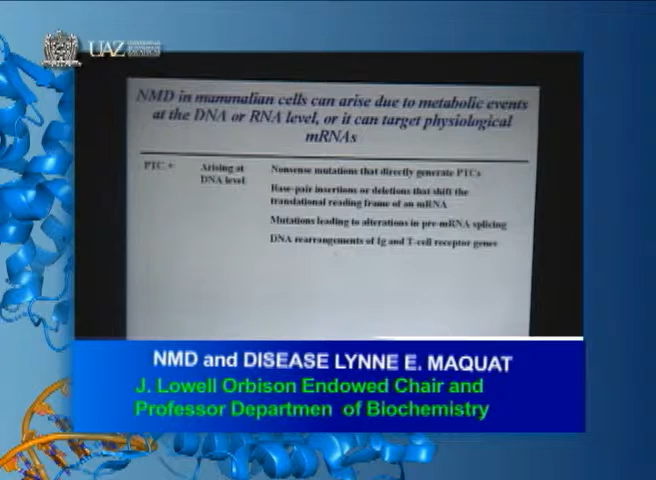 UAZ
NMD in mammalian cells can arise due to metabolic events
at the DNA or RNA level, or it can target physiological
mRNAs
PTC + Arising at Nonsense mutations that directly generate PTCs
DNA level
Base-pair insertions or deletions that shift the
translational reading frame of an mRNA
Mutations leading to alterations in pre-mRNA splicing
DNA rearrangements of Ig and T-cell receptor genes
NMD and DISEASE LYNNE E. MAQUAT
J. Lowell Orbison Endowed Chair and
Professor Departmen of Biochemistry